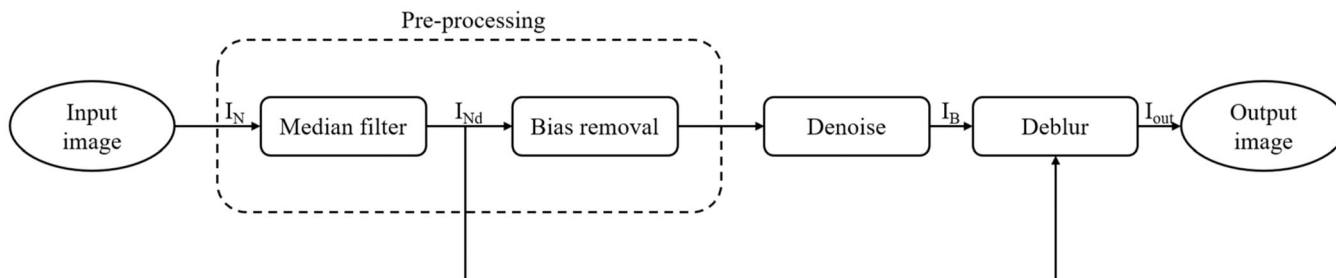 Pre-processing
Input
image
I_N
Median filter
I_Nd
Bias removal
Denoise
I_B
Deblur
I_out
Output
image